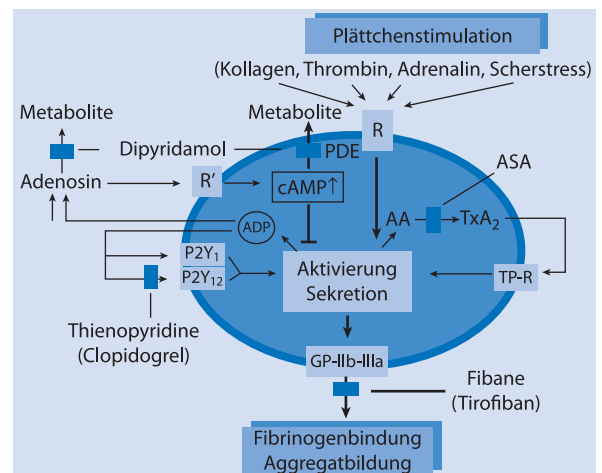 Plättchenstimulation
(Kollagen, Thrombin, Adrenalin, Scherstress)
Metabolite
Metabolite
R
Dipyridamol
PDE
ASA
Adenosin
R'
cAMP↑
AA
TxA₂
ADP
P2Y₁
P2Y₁₂
Aktivierung
Sekretion
TP-R
Thienopyridine
(Clopidogrel)
GP-IIb-IIIa
Fibane
(Tirofiban)
Fibrinogenbindung
Aggregatbildung